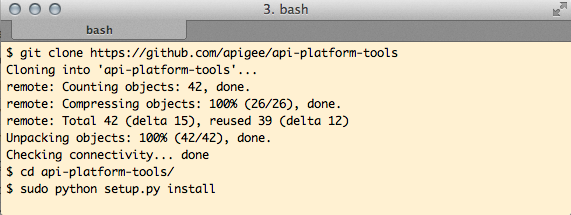 3. bash
bash
$ git clone https://github.com/apigee/api-platform-tools
Cloning into 'api-platform-tools'...
remote: Counting objects: 42, done.
remote: Compressing objects: 100% (26/26), done.
remote: Total 42 (delta 15), reused 39 (delta 12)
Unpacking objects: 100% (42/42), done.
Checking connectivity... done
$ cd api-platform-tools/
$ sudo python setup.py install